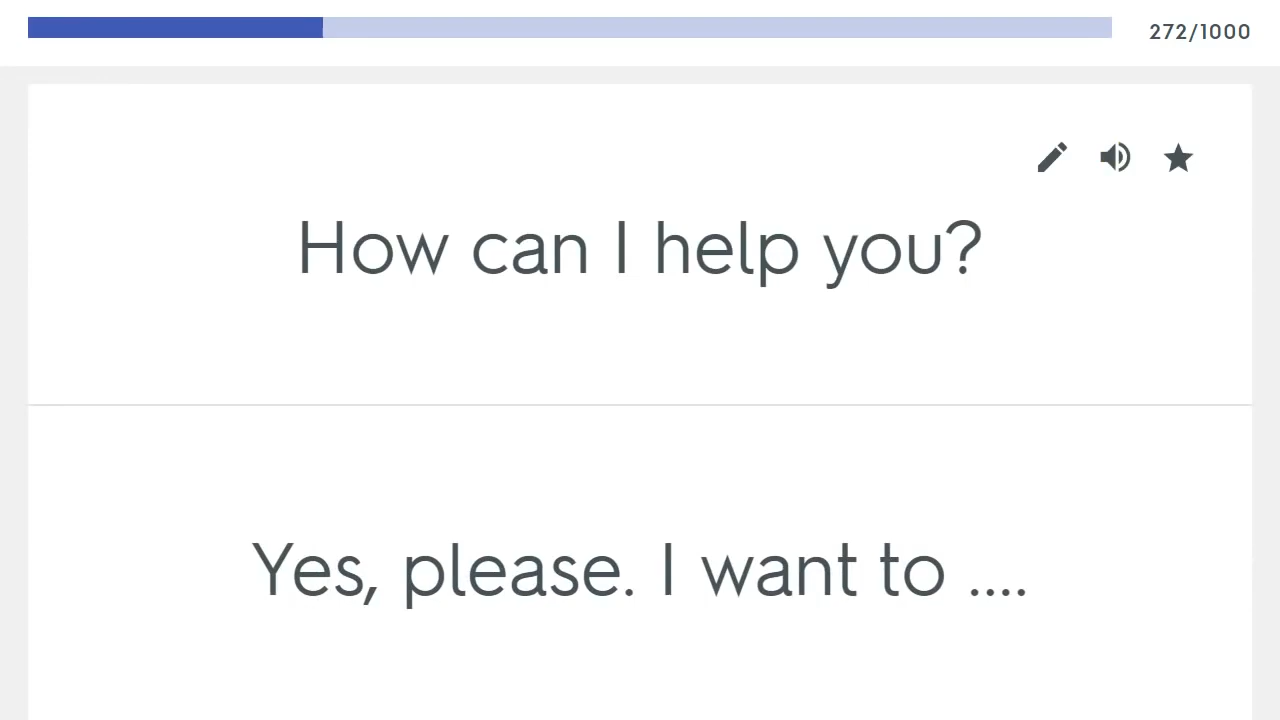 272/1000
How can I help you?
Yes, please. I want to ....